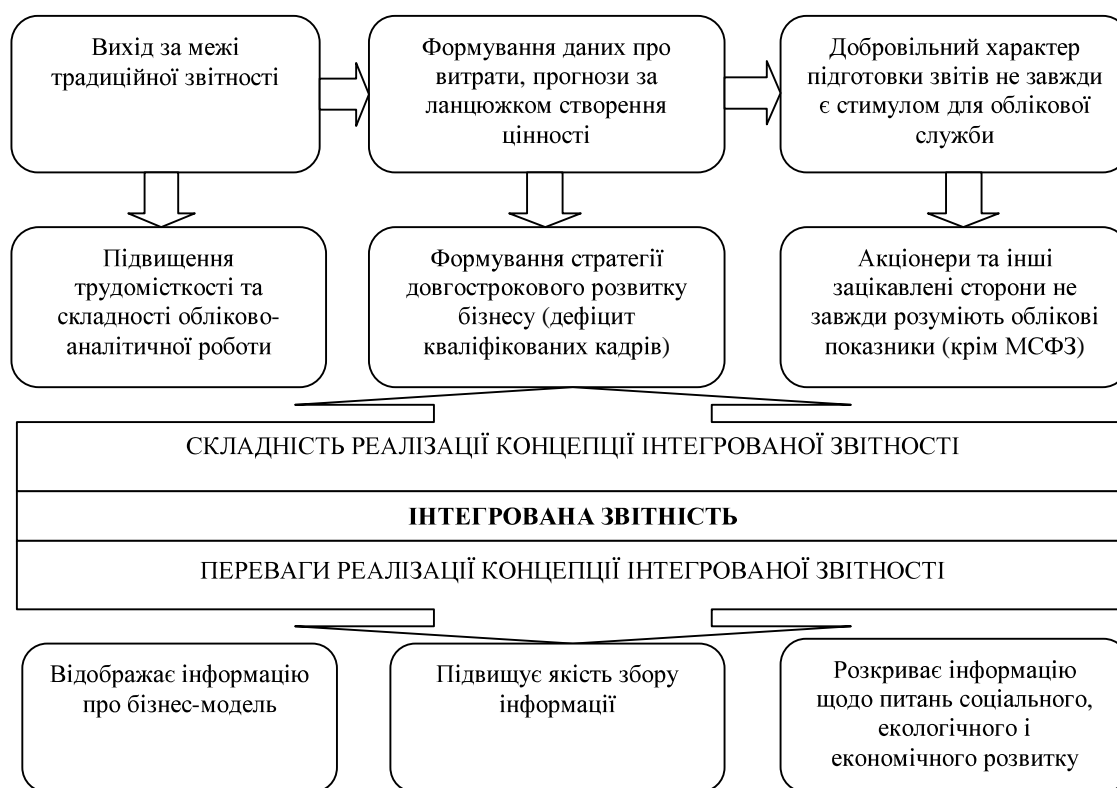 Вихід за межі
традиційної звітності
Формування даних про
витрати, прогнози за
ланцюжком створення
цінності
Добровільний характер
підготовки звітів не завжди
є стимулом для облікової
служби
Підвищення
трудомісткості та
складності обліково-
аналітичної роботи
Формування стратегії
довгострокового розвитку
бізнесу (дефіцит
кваліфікованих кадрів)
Акціонери та інші
зацікавлені сторони не
завжди розуміють облікові
показники (крім МСФЗ)
СКЛАДНІСТЬ РЕАЛІЗАЦІЇ КОНЦЕПЦІЇ ІНТЕГРОВАНОЇ ЗВІТНОСТІ
ІНТЕГРОВАНА ЗВІТНІСТЬ
ПЕРЕВАГИ РЕАЛІЗАЦІЇ КОНЦЕПЦІЇ ІНТЕГРОВАНОЇ ЗВІТНОСТІ
Відображає інформацію
про бізнес-модель
Підвищує якість збору
інформації
Розкриває інформацію
щодо питань соціального,
екологічного і
економічного розвитку